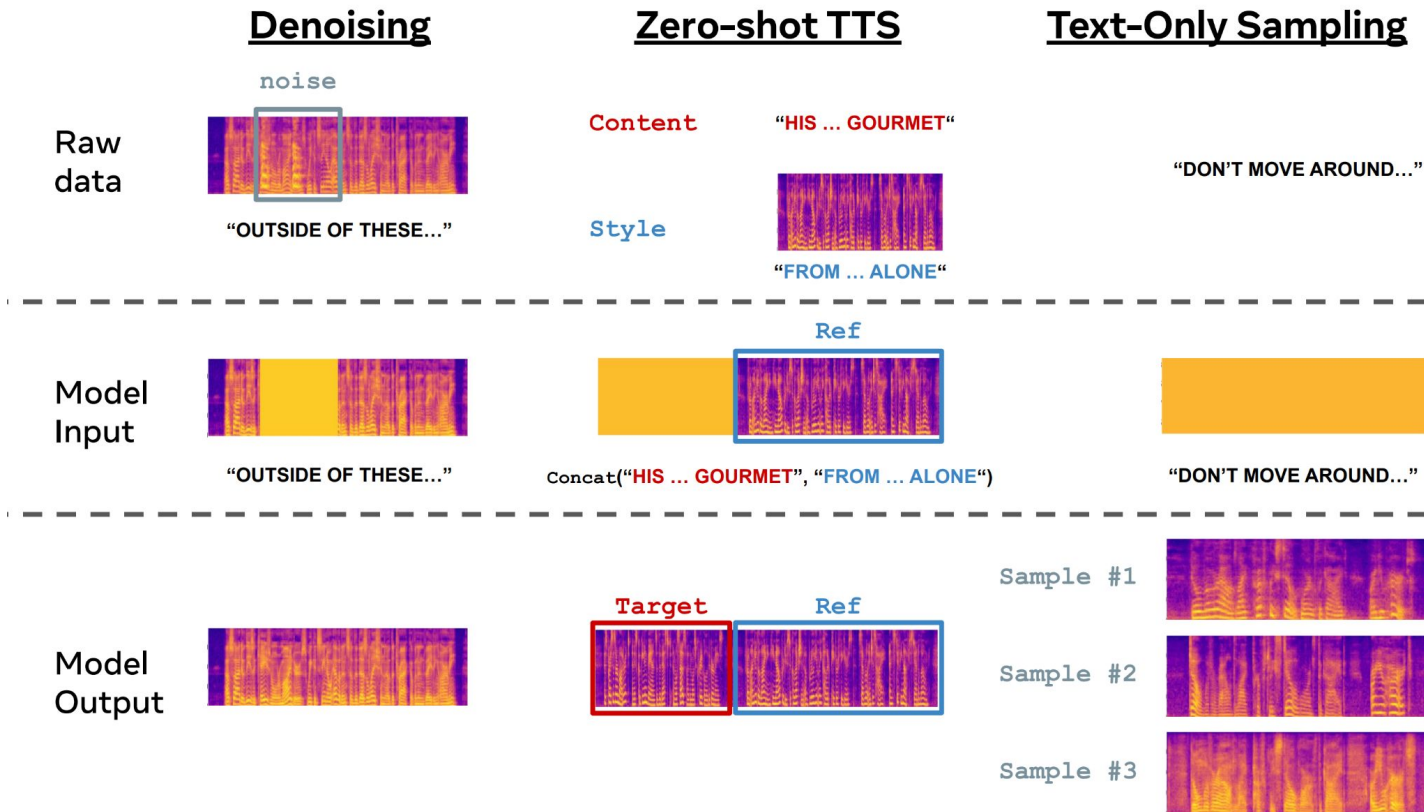 Denoising
Zero-shot TTS
Text-Only Sampling
Raw data
noise
“OUTSIDE OF THESE…”
Content
“HIS … GOURMET“
Style
“FROM … ALONE“
“DON’T MOVE AROUND…”
Model Input
“OUTSIDE OF THESE…”
Ref
Concat(“HIS … GOURMET”, “FROM … ALONE“)
“DON’T MOVE AROUND…”
Model Output
Target
Ref
Sample #1
Sample #2
Sample #3